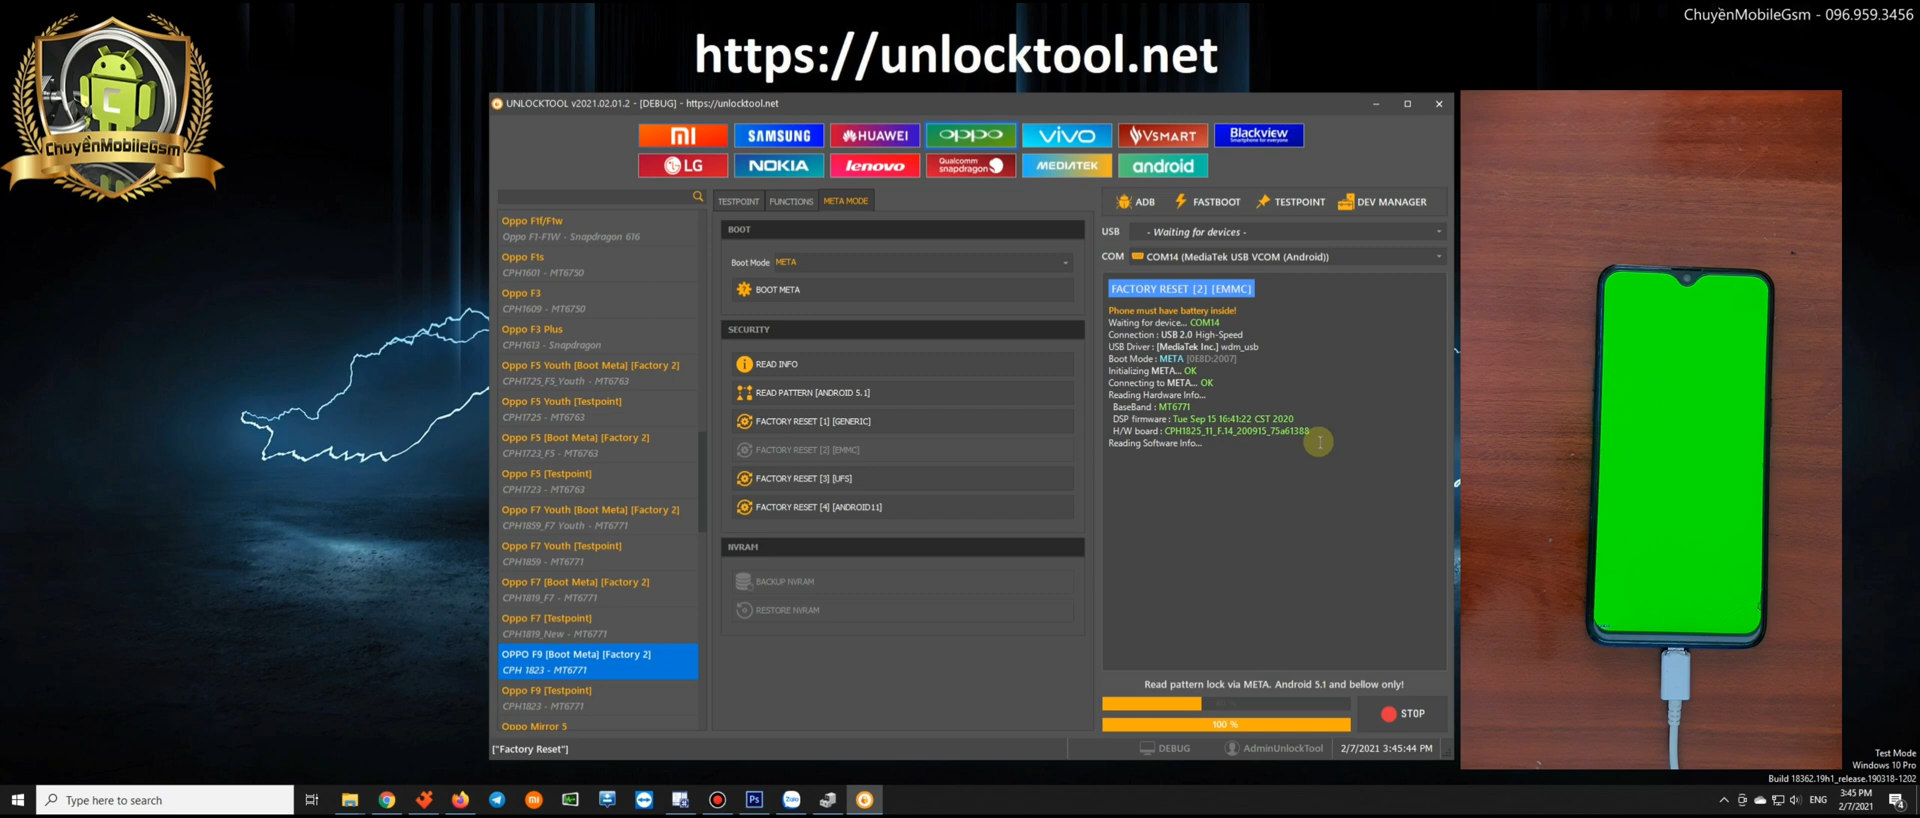 ChuyềnMobileGsm - 096.959.3456
https://unlocktool.net
C
ChuyềnMobileGsm
UNLOCKTOOL v2021.02.01.2 - [DEBUG] - https://unlocktool.net
SAMSUNG HUAWEI oppo vivo VSMART Blackview
Smartphone for everyone
LG NOKIA lenovo Qualcomm snapdragon MEDIATEK android
TESTPOINT FUNCTIONS META MODE
ADB FASTBOOT TESTPOINT DEV MANAGER
Oppo F1f/F1w
Oppo F1-F1W - Snapdragon 616
Oppo F1s
CPH1601 - MT6750
Oppo F3
CPH1609 - MT6750
Oppo F3 Plus
CPH1613 - Snapdragon
Oppo F5 Youth [Boot Meta] [Factory 2]
CPH1725_F5_Youth - MT6763
Oppo F5 Youth [Testpoint]
CPH1725 - MT6763
Oppo F5 [Boot Meta] [Factory 2]
CPH1723_F5 - MT6763
Oppo F5 [Testpoint]
CPH1723 - MT6763
Oppo F7 Youth [Boot Meta] [Factory 2]
CPH1859_F7 Youth - MT6771
Oppo F7 Youth [Testpoint]
CPH1859 - MT6771
Oppo F7 [Boot Meta] [Factory 2]
CPH1819_F7 - MT6771
Oppo F7 [Testpoint]
CPH1819_New - MT6771
OPPO F9 [Boot Meta] [Factory 2]
CPH 1823 - MT6771
Oppo F9 [Testpoint]
CPH1823 - MT6771
Oppo Mirror 5
BOOT
Boot Mode META
BOOT META
SECURITY
READ INFO
READ PATTERN [ANDROID 5.1]
FACTORY RESET [1] [GENERIC]
FACTORY RESET [2] [EMMC]
FACTORY RESET [3] [UFS]
FACTORY RESET [4] [ANDROID11]
NVRAM
BACKUP NVRAM
RESTORE NVRAM
USB - Waiting for devices -
COM COM14 (MediaTek USB VCOM (Android))
FACTORY RESET [2] [EMMC]
Phone must have battery inside!
Waiting for device... COM14
Connection : USB 2.0 High-Speed
USB Driver : [MediaTek Inc.] wdm_usb
Boot Mode : META [0E8D:2007]
Initializing META... OK
Connecting to META... OK
Reading Hardware Info...
BaseBand : MT6771
DSP firmware : Tue Sep 15 16:41:22 CST 2020
H/W board : CPH1825_11_F.14_200915_75a61388
Reading Software Info...
Read pattern lock via META. Android 5.1 and bellow only!
100 %
STOP
["Factory Reset"]
DEBUG AdminUnlockTool 2/7/2021 3:45:44 PM
Test Mode
Windows 10 Pro
Build 18362.19h1_release.190318-1202
Type here to search
Ps
Zalo
ENG
3:45 PM
2/7/2021
4